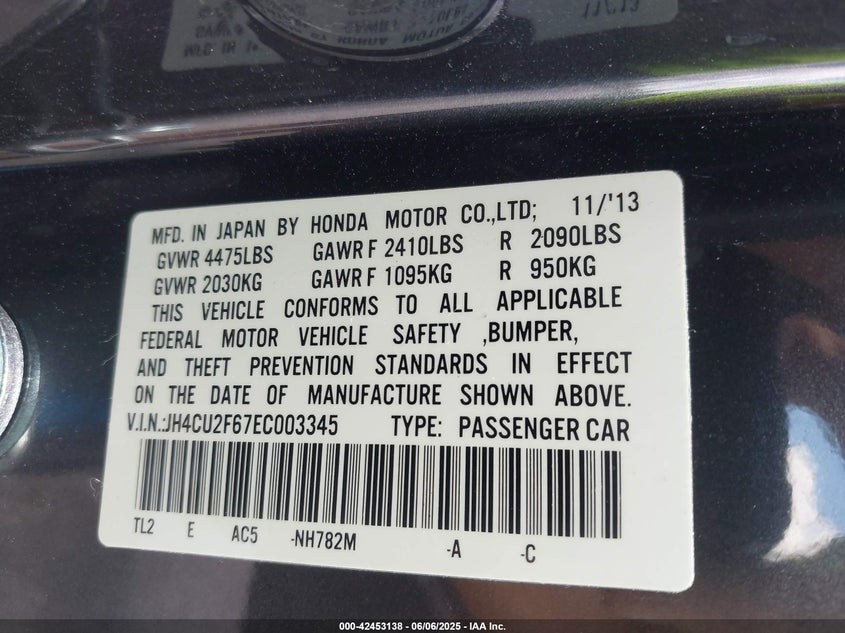 11/'13
MFD. IN JAPAN BY HONDA MOTOR CO.,LTD; 11/'13
GVWR 4475LBS GAWR F 2410LBS R 2090LBS
GVWR 2030KG GAWR F 1095KG R 950KG
THIS VEHICLE CONFORMS TO ALL APPLICABLE
FEDERAL MOTOR VEHICLE SAFETY ,BUMPER,
AND THEFT PREVENTION STANDARDS IN EFFECT
ON THE DATE OF MANUFACTURE SHOWN ABOVE.
V.I.N.:JH4CU2F67EC003345 TYPE: PASSENGER CAR
TL2 E AC5 -NH782M -A -C
000-42453138 - 06/06/2025 - IAA Inc.